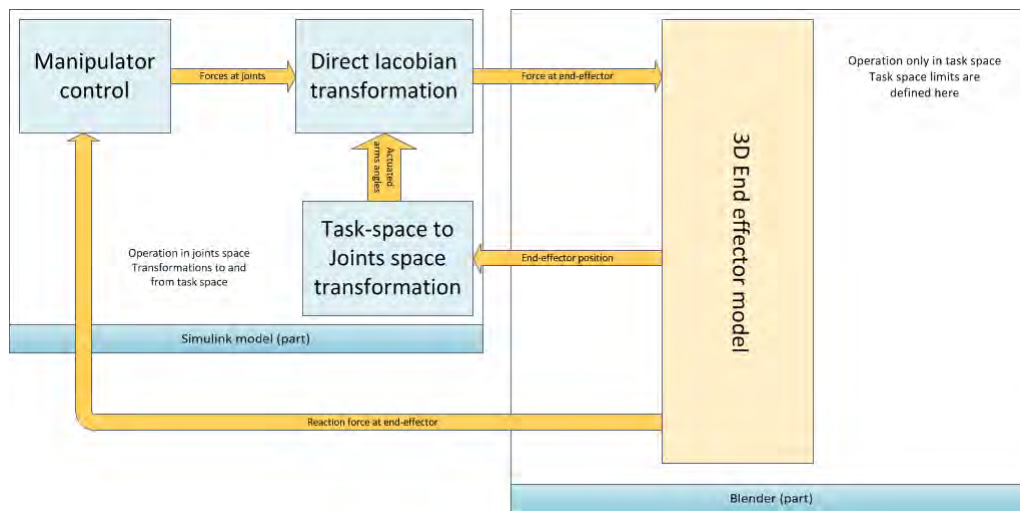 Manipulator
control
Forces at joints
Direct Iacobian
transformation
Force at end-effector
3D End effector model
Operation only in task space
Task space limits are
defined here
Actuated
arms angles
Task-space to
Joints space
transformation
End-effector position
Operation in joints space
Transformations to and
from task space
Simulink model (part)
Reaction force at end-effector
Blender (part)